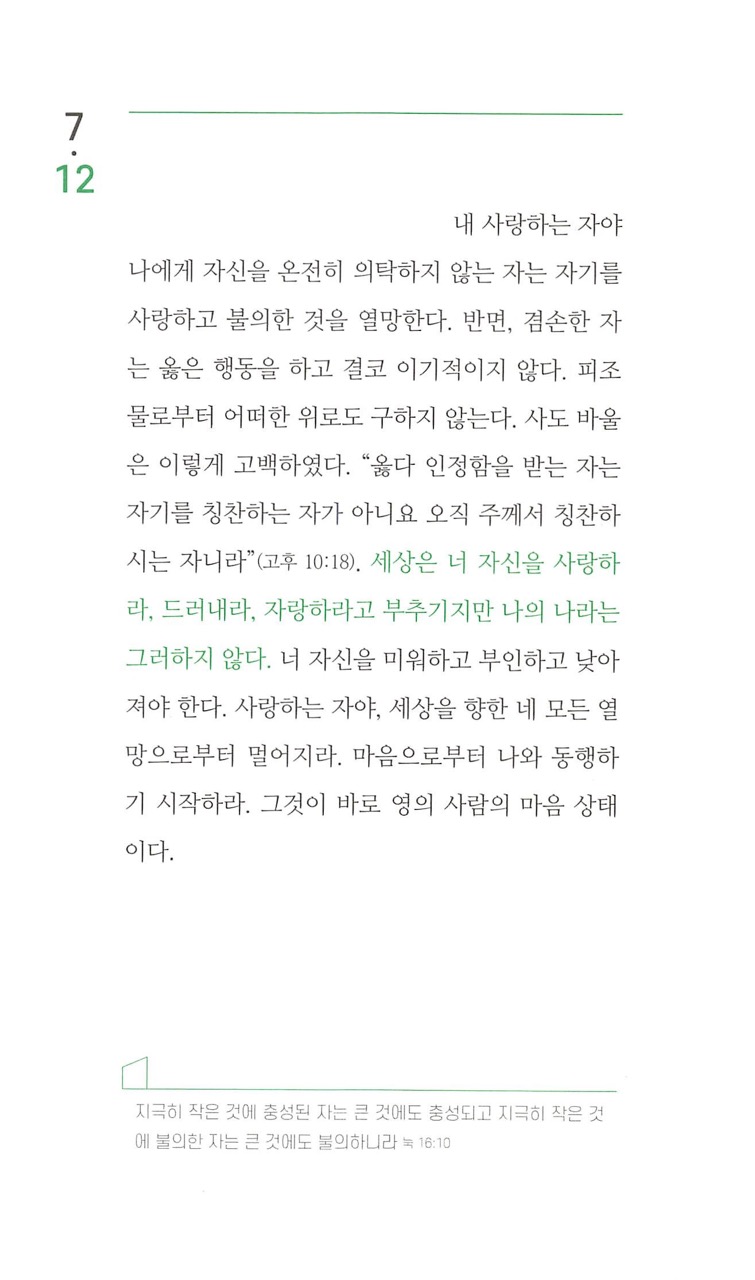 7
·
12
내 사랑하는 자야
나에게 자신을 온전히 의탁하지 않는 자는 자기를
사랑하고 불의한 것을 열망한다. 반면, 겸손한 자
는 옳은 행동을 하고 결코 이기적이지 않다. 피조
물로부터 어떠한 위로도 구하지 않는다. 사도 바울
은 이렇게 고백하였다. “옳다 인정함을 받는 자는
자기를 칭찬하는 자가 아니요 오직 주께서 칭찬하
시는 자니라”(고후 10:18). 세상은 너 자신을 사랑하
라, 드러내라, 자랑하라고 부추기지만 나의 나라는
그러하지 않다. 너 자신을 미워하고 부인하고 낮아
져야 한다. 사랑하는 자야, 세상을 향한 네 모든 열
망으로부터 멀어지라. 마음으로부터 나와 동행하
기 시작하라. 그것이 바로 영의 사람의 마음 상태
이다.
지극히 작은 것에 충성된 자는 큰 것에도 충성되고 지극히 작은 것
에 불의한 자는 큰 것에도 불의하니라 눅 16:10